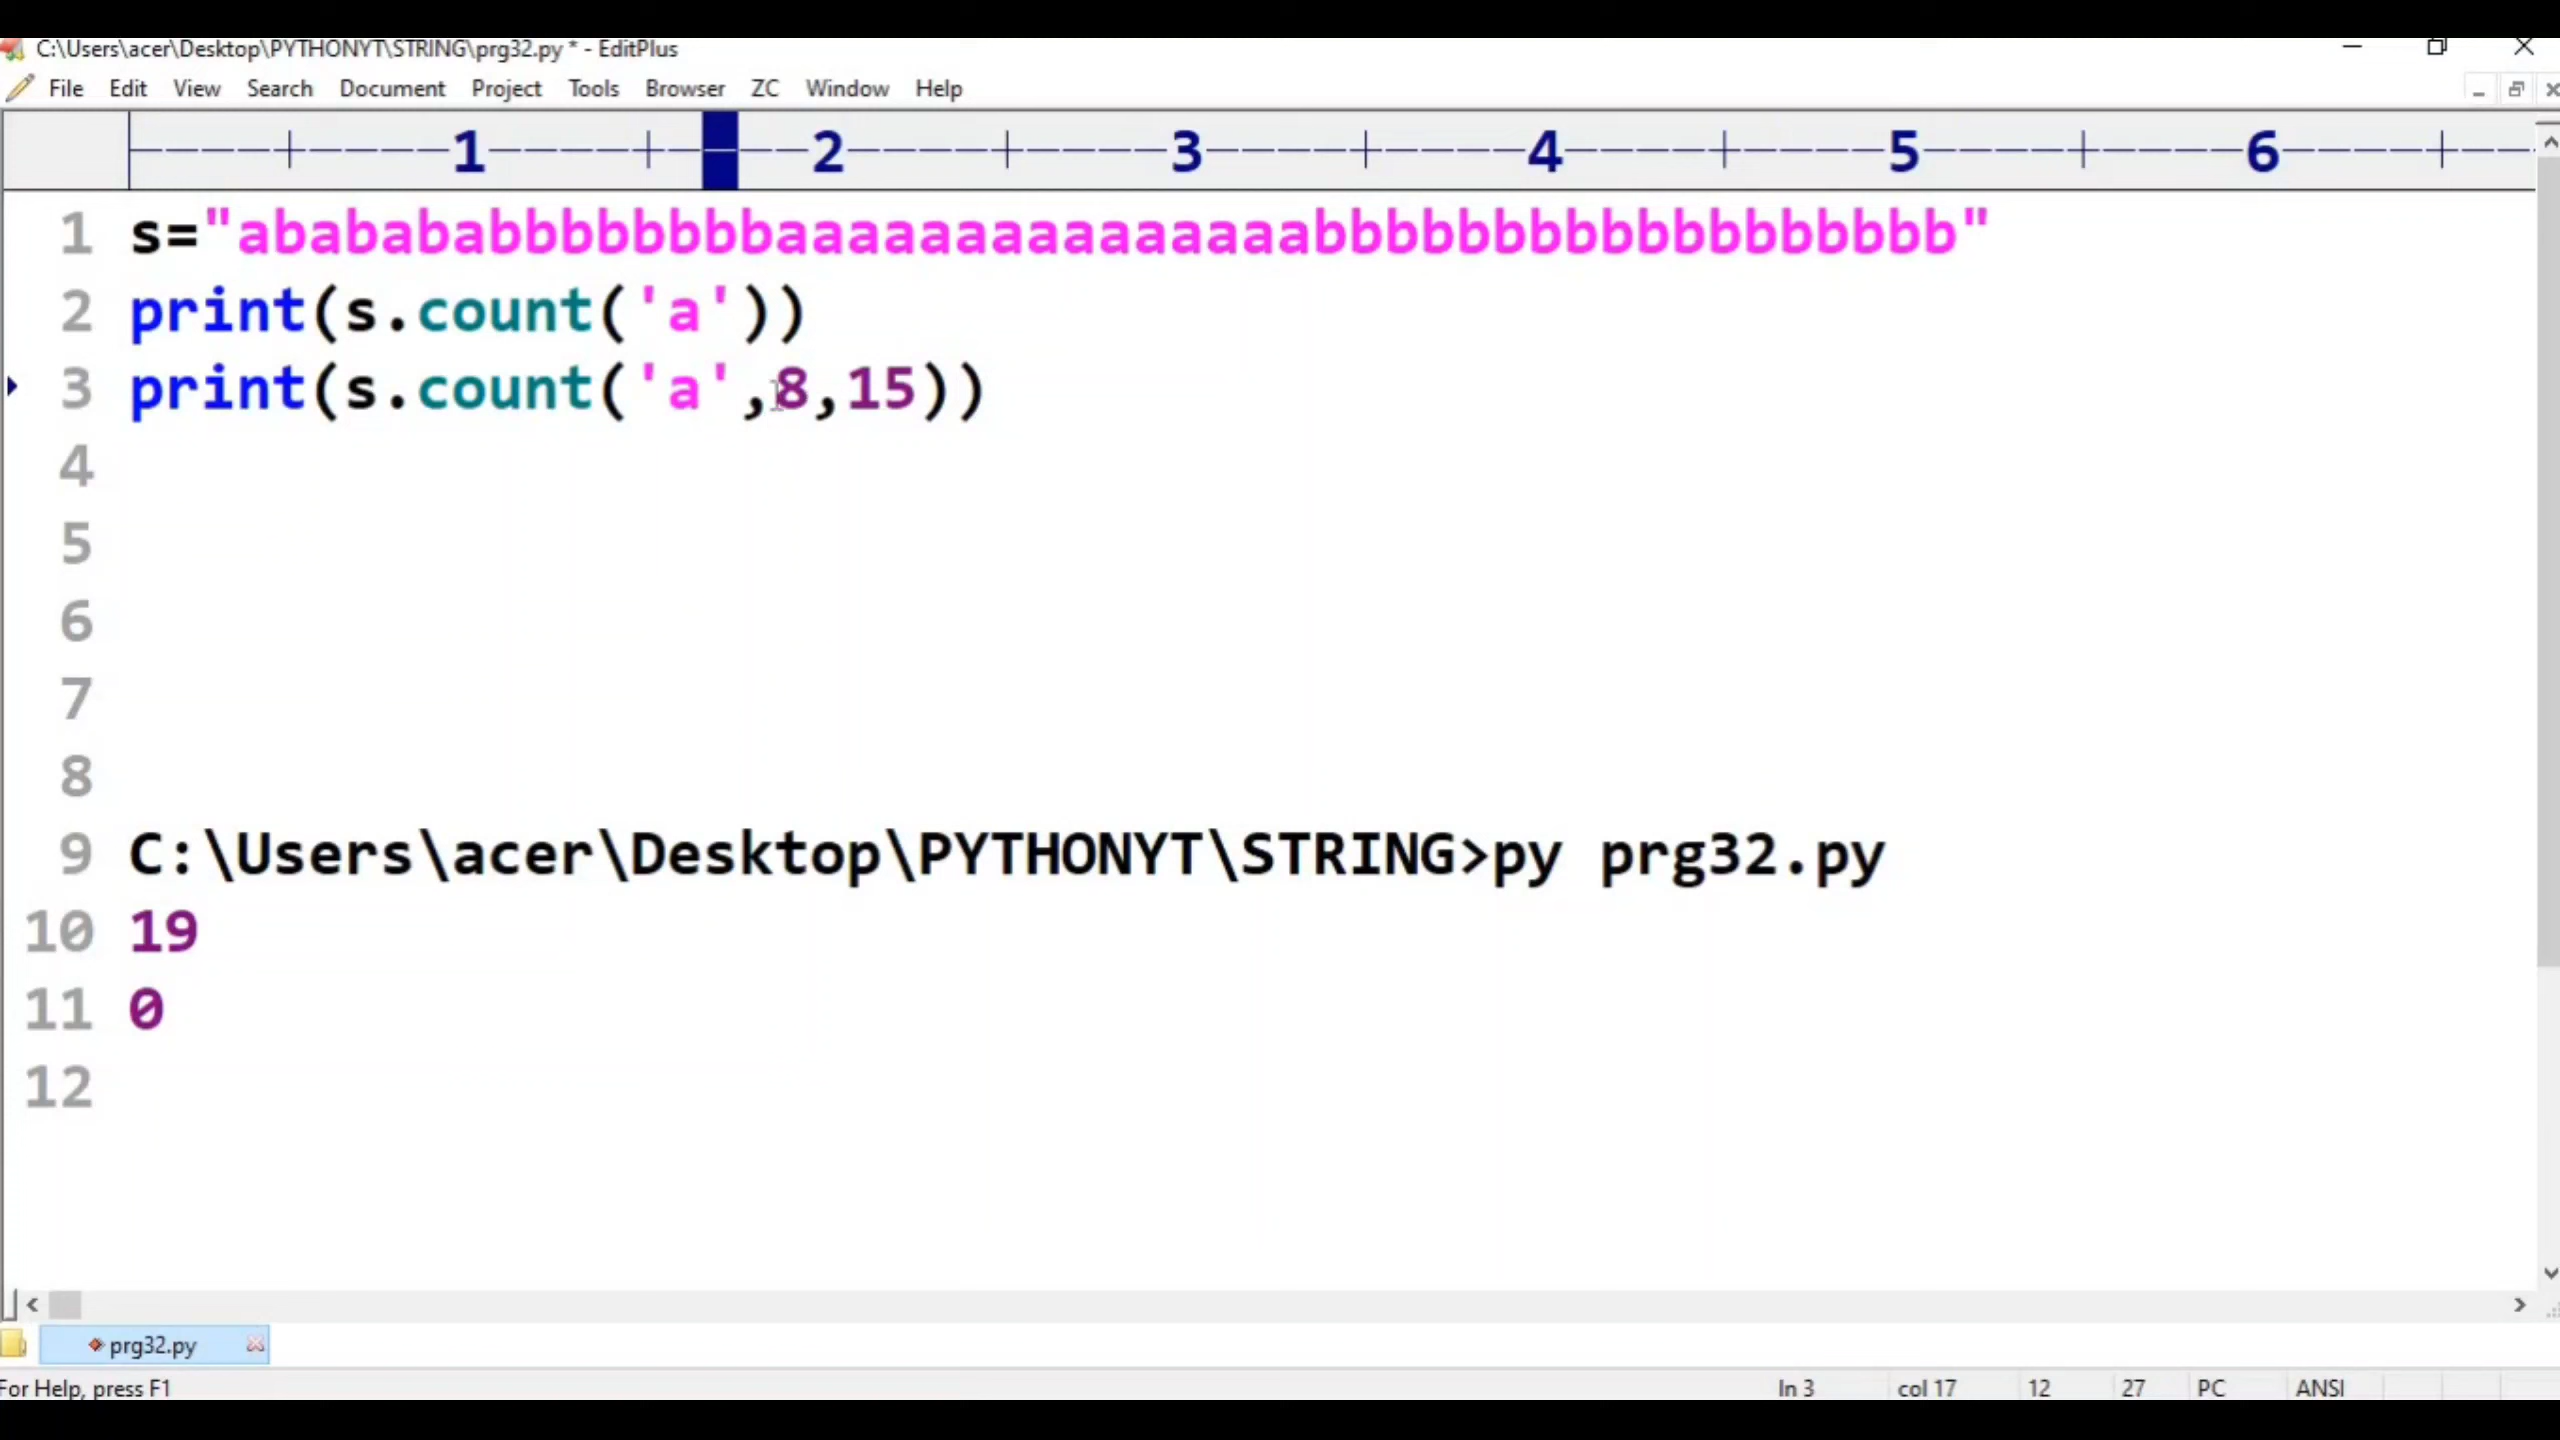 C:\Users\acer\Desktop\PYTHONYT\STRING\prg32.py * - EditPlus
File Edit View Search Document Project Tools Browser ZC Window Help
1 2 3 4 5 6
1 s="ababababbbbbbbbaaaaaaaaaaaaaaabbbbbbbbbbbbbbbbbb"
2 print(s.count('a'))
3 print(s.count('a',8,15))
4
5
6
7
8
9 C:\Users\acer\Desktop\PYTHONYT\STRING>py prg32.py
10 19
11 0
12
prg32.py
For Help, press F1 ln 3 col 17 12 27 PC ANSI